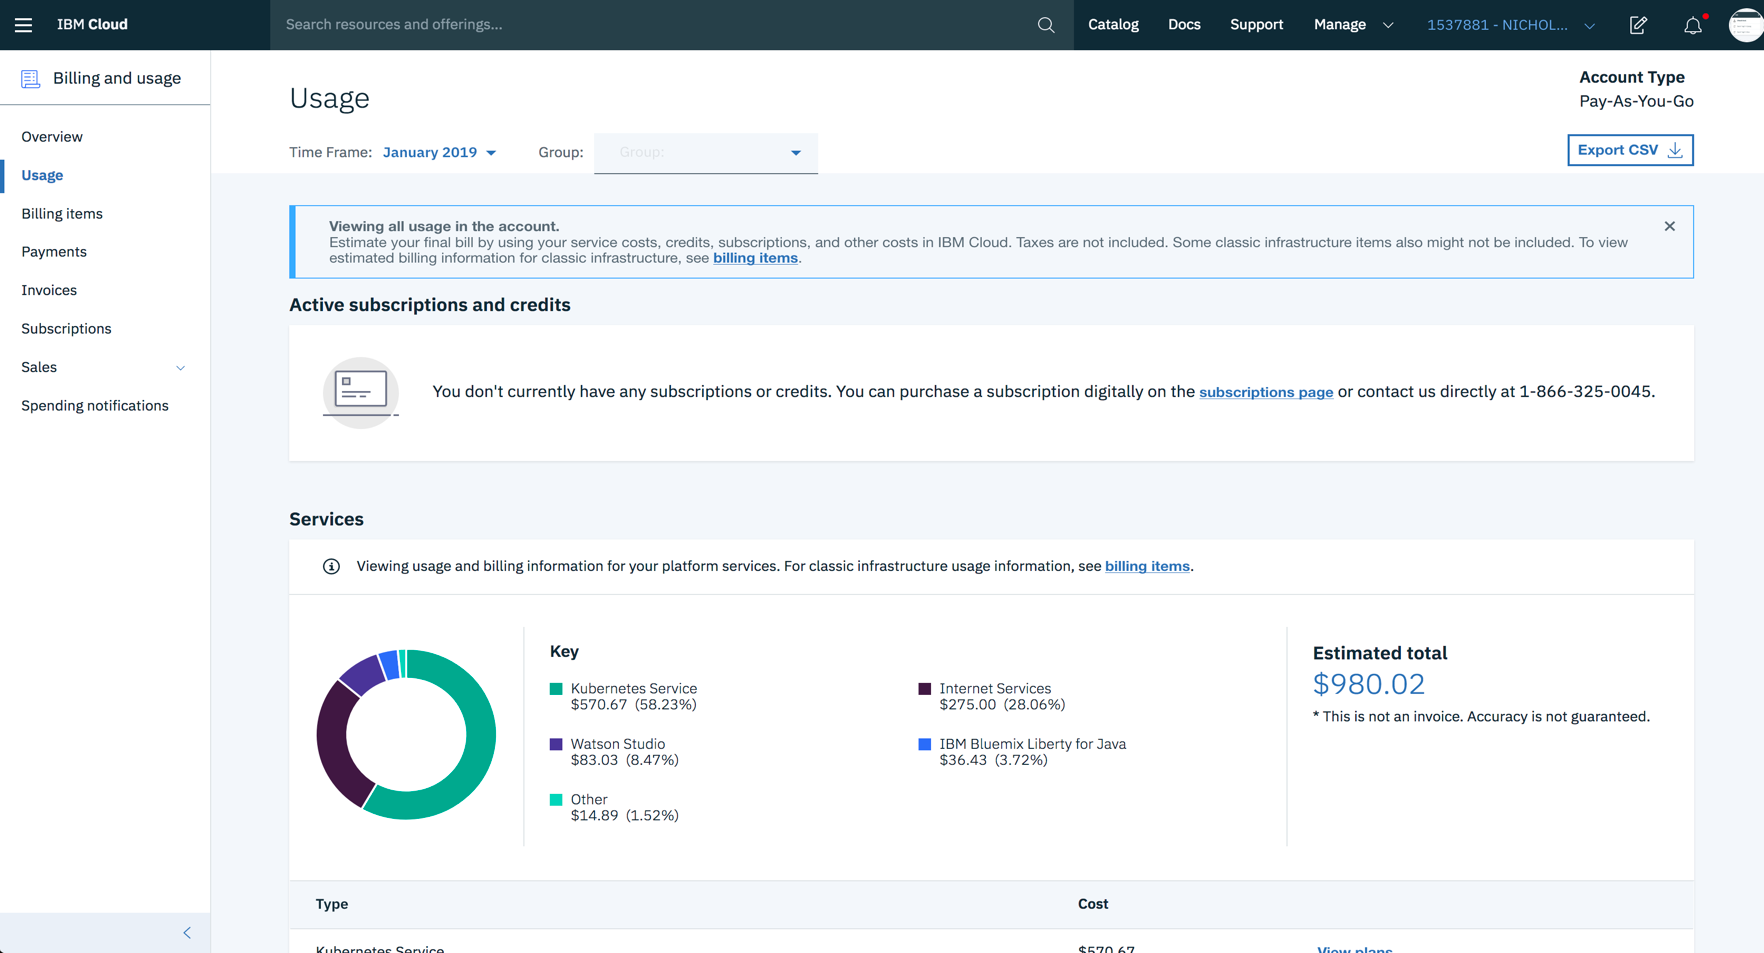 IBM Cloud
Search resources and offerings...
Catalog
Docs
Support
Manage
1537881 - NICHOL...
Billing and usage
Overview
Usage
Billing items
Payments
Invoices
Subscriptions
Sales
Spending notifications
Usage
Account Type
Pay-As-You-Go
Time Frame: January 2019
Group: Group:
Export CSV
Viewing all usage in the account.
Estimate your final bill by using your service costs, credits, subscriptions, and other costs in IBM Cloud. Taxes are not included. Some classic infrastructure items also might not be included. To view
estimated billing information for classic infrastructure, see billing items.
Active subscriptions and credits
You don't currently have any subscriptions or credits. You can purchase a subscription digitally on the subscriptions page or contact us directly at 1-866-325-0045.
Services
Viewing usage and billing information for your platform services. For classic infrastructure usage information, see billing items.
Key
Kubernetes Service
$570.67 (58.23%)
Internet Services
$275.00 (28.06%)
Watson Studio
$83.03 (8.47%)
IBM Bluemix Liberty for Java
$36.43 (3.72%)
Other
$14.89 (1.52%)
Estimated total
$980.02
* This is not an invoice. Accuracy is not guaranteed.
Type
Cost
Kubernetes Service
$570.67
View plans